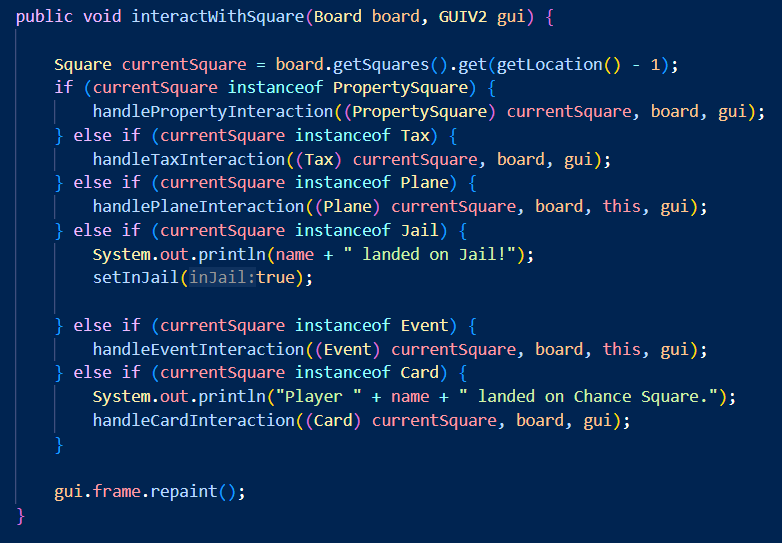 public void interactWithSquare(Board board, GUIV2 gui) {
Square currentSquare = board.getSquares().get(getLocation() - 1);
if (currentSquare instanceof PropertySquare) {
handlePropertyInteraction((PropertySquare) currentSquare, board, gui);
} else if (currentSquare instanceof Tax) {
handleTaxInteraction((Tax) currentSquare, board, gui);
} else if (currentSquare instanceof Plane) {
handlePlaneInteraction((Plane) currentSquare, board, this, gui);
} else if (currentSquare instanceof Jail) {
System.out.println(name + " landed on Jail!");
setInJail(inJail:true);
} else if (currentSquare instanceof Event) {
handleEventInteraction((Event) currentSquare, board, this, gui);
} else if (currentSquare instanceof Card) {
System.out.println("Player " + name + " landed on Chance Square.");
handleCardInteraction((Card) currentSquare, board, gui);
}
gui.frame.repaint();
}